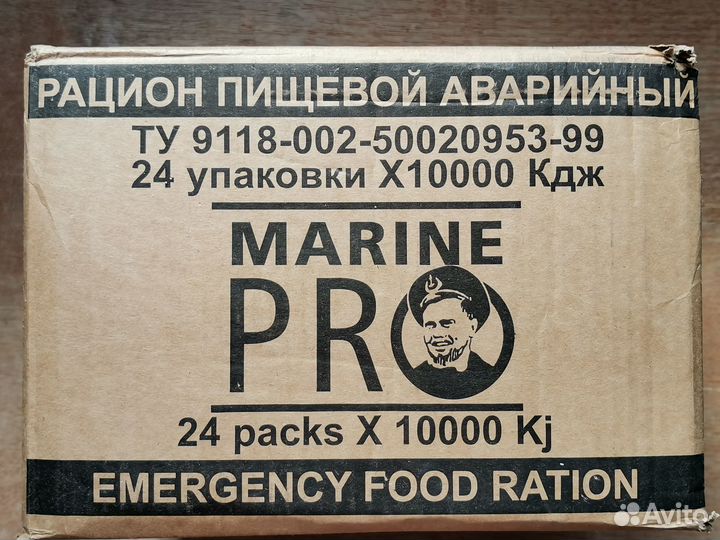 РАЦИОН ПИЩЕВОЙ АВАРИЙНЫЙ
ТУ 9118-002-50020953-99
24 упаковки Х10000 Кдж
MARINE
PRO
24 packs X 10000 Kj
EMERGENCY FOOD RATION
Avito